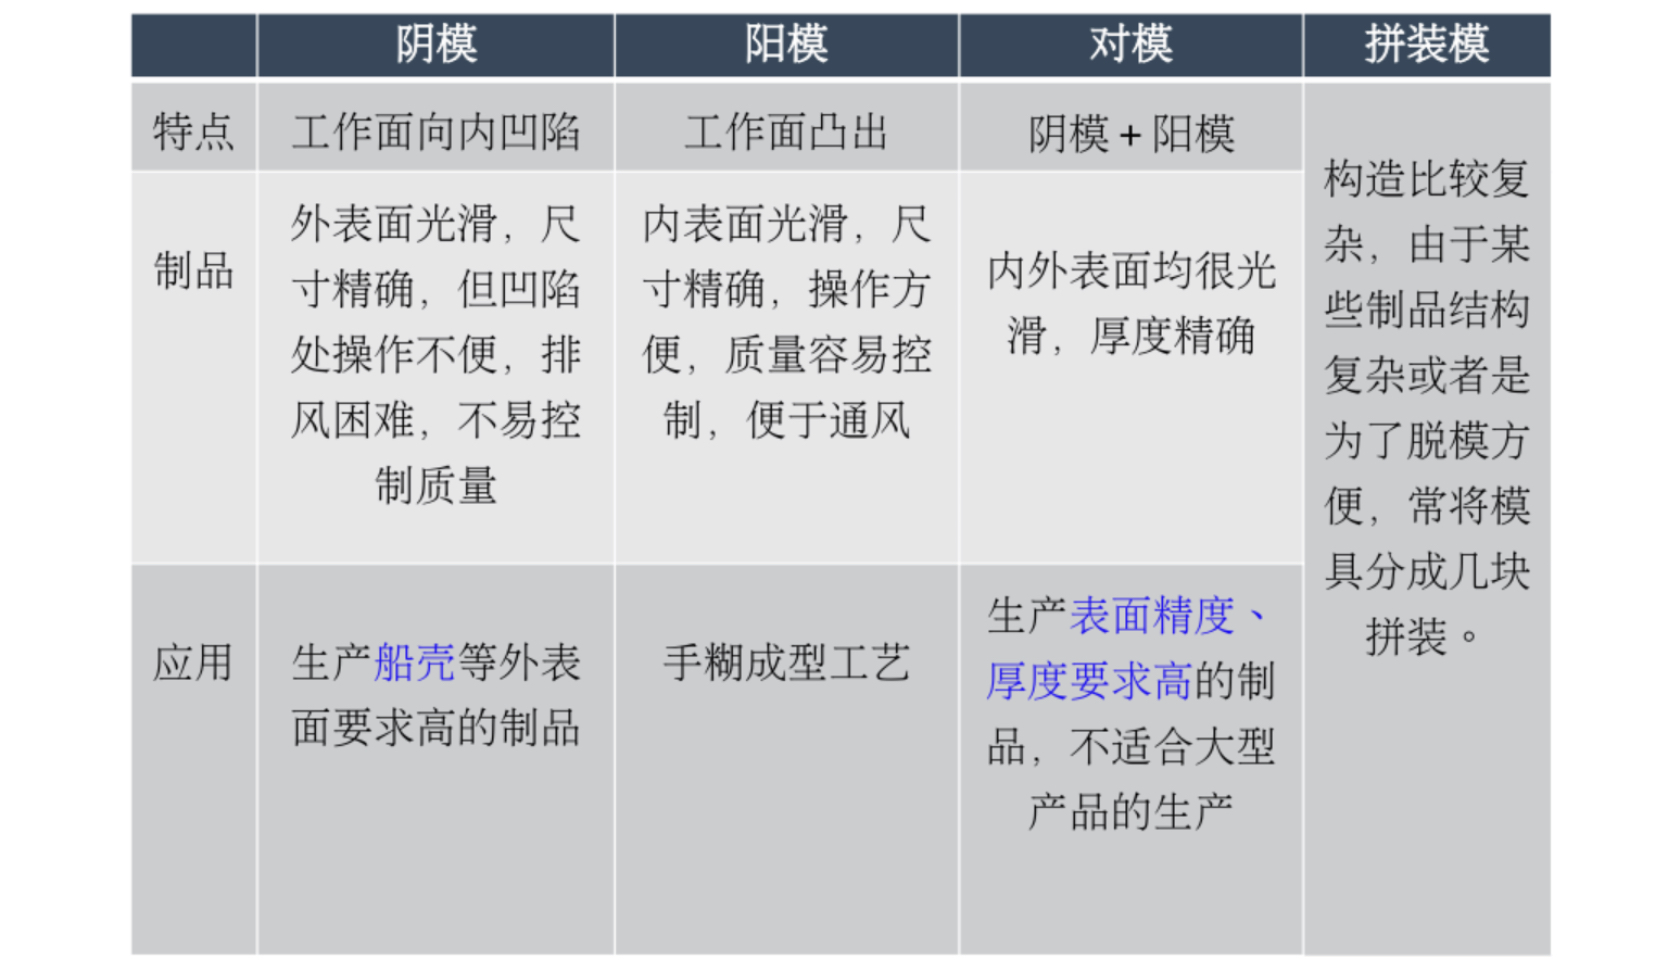 阴模
阳模
对模
拼装模
特点
工作面向内凹陷
工作面凸出
阴模+阳模
构造比较复
杂，由于某
些制品结构
复杂或者是
为了脱模方
便，常将模
具分成几块
拼装。
制品
外表面光滑，尺
寸精确，但凹陷
处操作不便，排
风困难，不易控
制质量
内表面光滑，尺
寸精确，操作方
便，质量容易控
制，便于通风
内外表面均很光
滑，厚度精确
应用
生产船壳等外表
面要求高的制品
手糊成型工艺
生产表面精度、
厚度要求高的制
品，不适合大型
产品的生产